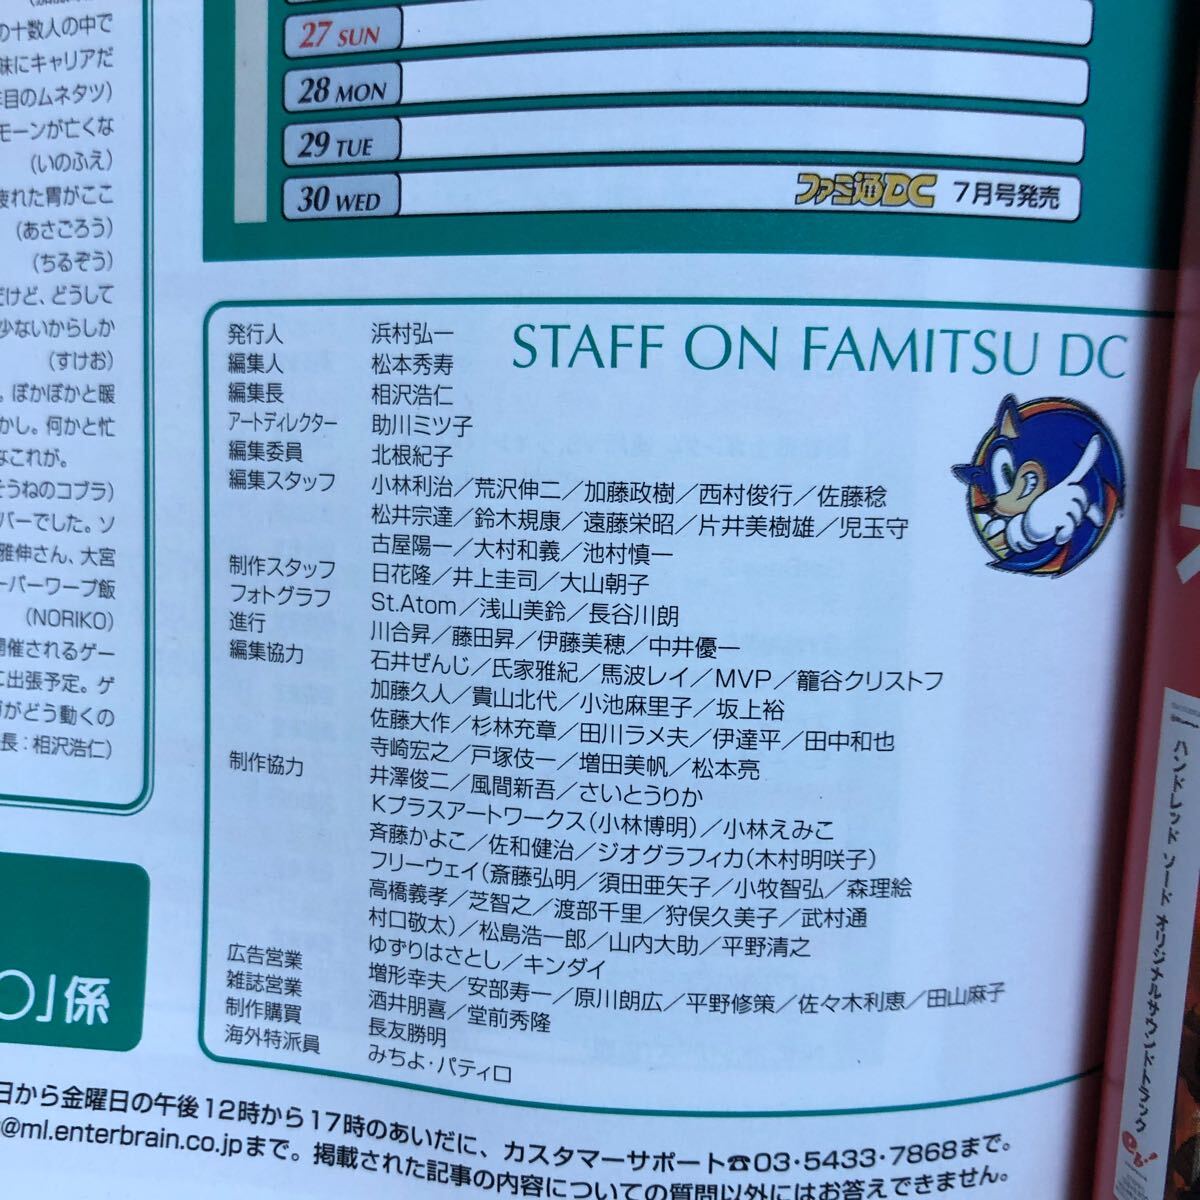 の十数人の中で
味にキャリアだ
年目のムネタツ）
モーンが亡くな
（いのふえ）
疲れた胃がここ
（あさごろう）
（ちるぞう）
だけど、どうして
少ないからしか
（すけお）
。ぽかぽかと暖
かし。何かと忙
なこれが。
そうねのコブラ）
バーでした。ソ
雅伸さん、大宮
ーパーワープ飯
（NORIKO）
開催されるゲー
に出張予定。ゲ
がどう動くの
長：相沢浩仁）
〇」係
27 SUN
28 MON
29 TUE
30 WED ファミ通DC 7月号発売
STAFF ON FAMITSU DC
発行人 浜村弘一
編集人 松本秀寿
編集長 相沢浩仁
アートディレクター 助川ミツ子
編集委員 北根紀子
編集スタッフ 小林利治／荒沢伸二／加藤政樹／西村俊行／佐藤稔
松井宗達／鈴木規康／遠藤栄昭／片井美樹雄／児玉守
古屋陽一／大村和義／池村慎一
制作スタッフ 日花隆／井上圭司／大山朝子
フォトグラフ St.Atom／浅山美鈴／長谷川朗
進行 川合昇／藤田昇／伊藤美穂／中井優一
編集協力 石井ぜんじ／氏家雅紀／馬波レイ／MVP／籠谷クリストフ
加藤久人／貴山北代／小池麻里子／坂上裕
佐藤大作／杉林充章／田川ラメ夫／伊達平／田中和也
寺崎宏之／戸塚伎一／増田美帆／松本亮
制作協力 井澤俊二／風間新吾／さいとうりか
Kプラスアートワークス（小林博明）／小林えみこ
斉藤かよこ／佐和健治／ジオグラフィカ（木村明咲子）
フリーウェイ（斎藤弘明／須田亜矢子／小牧智弘／森理絵
高橋義孝／芝智之／渡部千里／狩俣久美子／武村通
村口敬太）／松島浩一郎／山内大助／平野清之
ゆずりはさとし／キンダイ
広告営業 増形幸夫／安部寿一／原川朗広／平野修策／佐々木利恵／田山麻子
雑誌営業 酒井朋喜／堂前秀隆
制作購買 長友勝明
海外特派員 みちよ・パティロ
日から金曜日の午後12時から17時のあいだに、カスタマーサポート☎03・5433・7868まで。
@ml.enterbrain.co.jpまで。掲載された記事の内容についての質問以外にはお答えできません。
ハンドレッド ソード オリジナルサウンドトラック